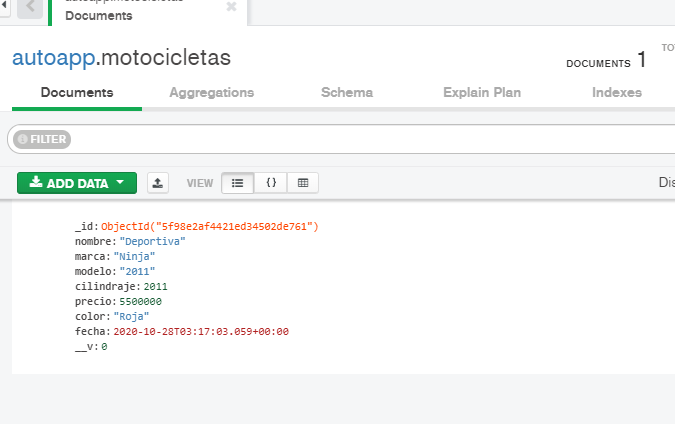 autoapp.motocicletas
Documents
autoapp.motocicletas
DOCUMENTS 1
TO
Documents Aggregations Schema Explain Plan Indexes
FILTER
ADD DATA VIEW { } Dis
_id: ObjectId("5f98e2af4421ed34502de761")
nombre: "Deportiva"
marca: "Ninja"
modelo: "2011"
cilindraje: 2011
precio: 5500000
color: "Roja"
fecha: 2020-10-28T03:17:03.059+00:00
__v: 0